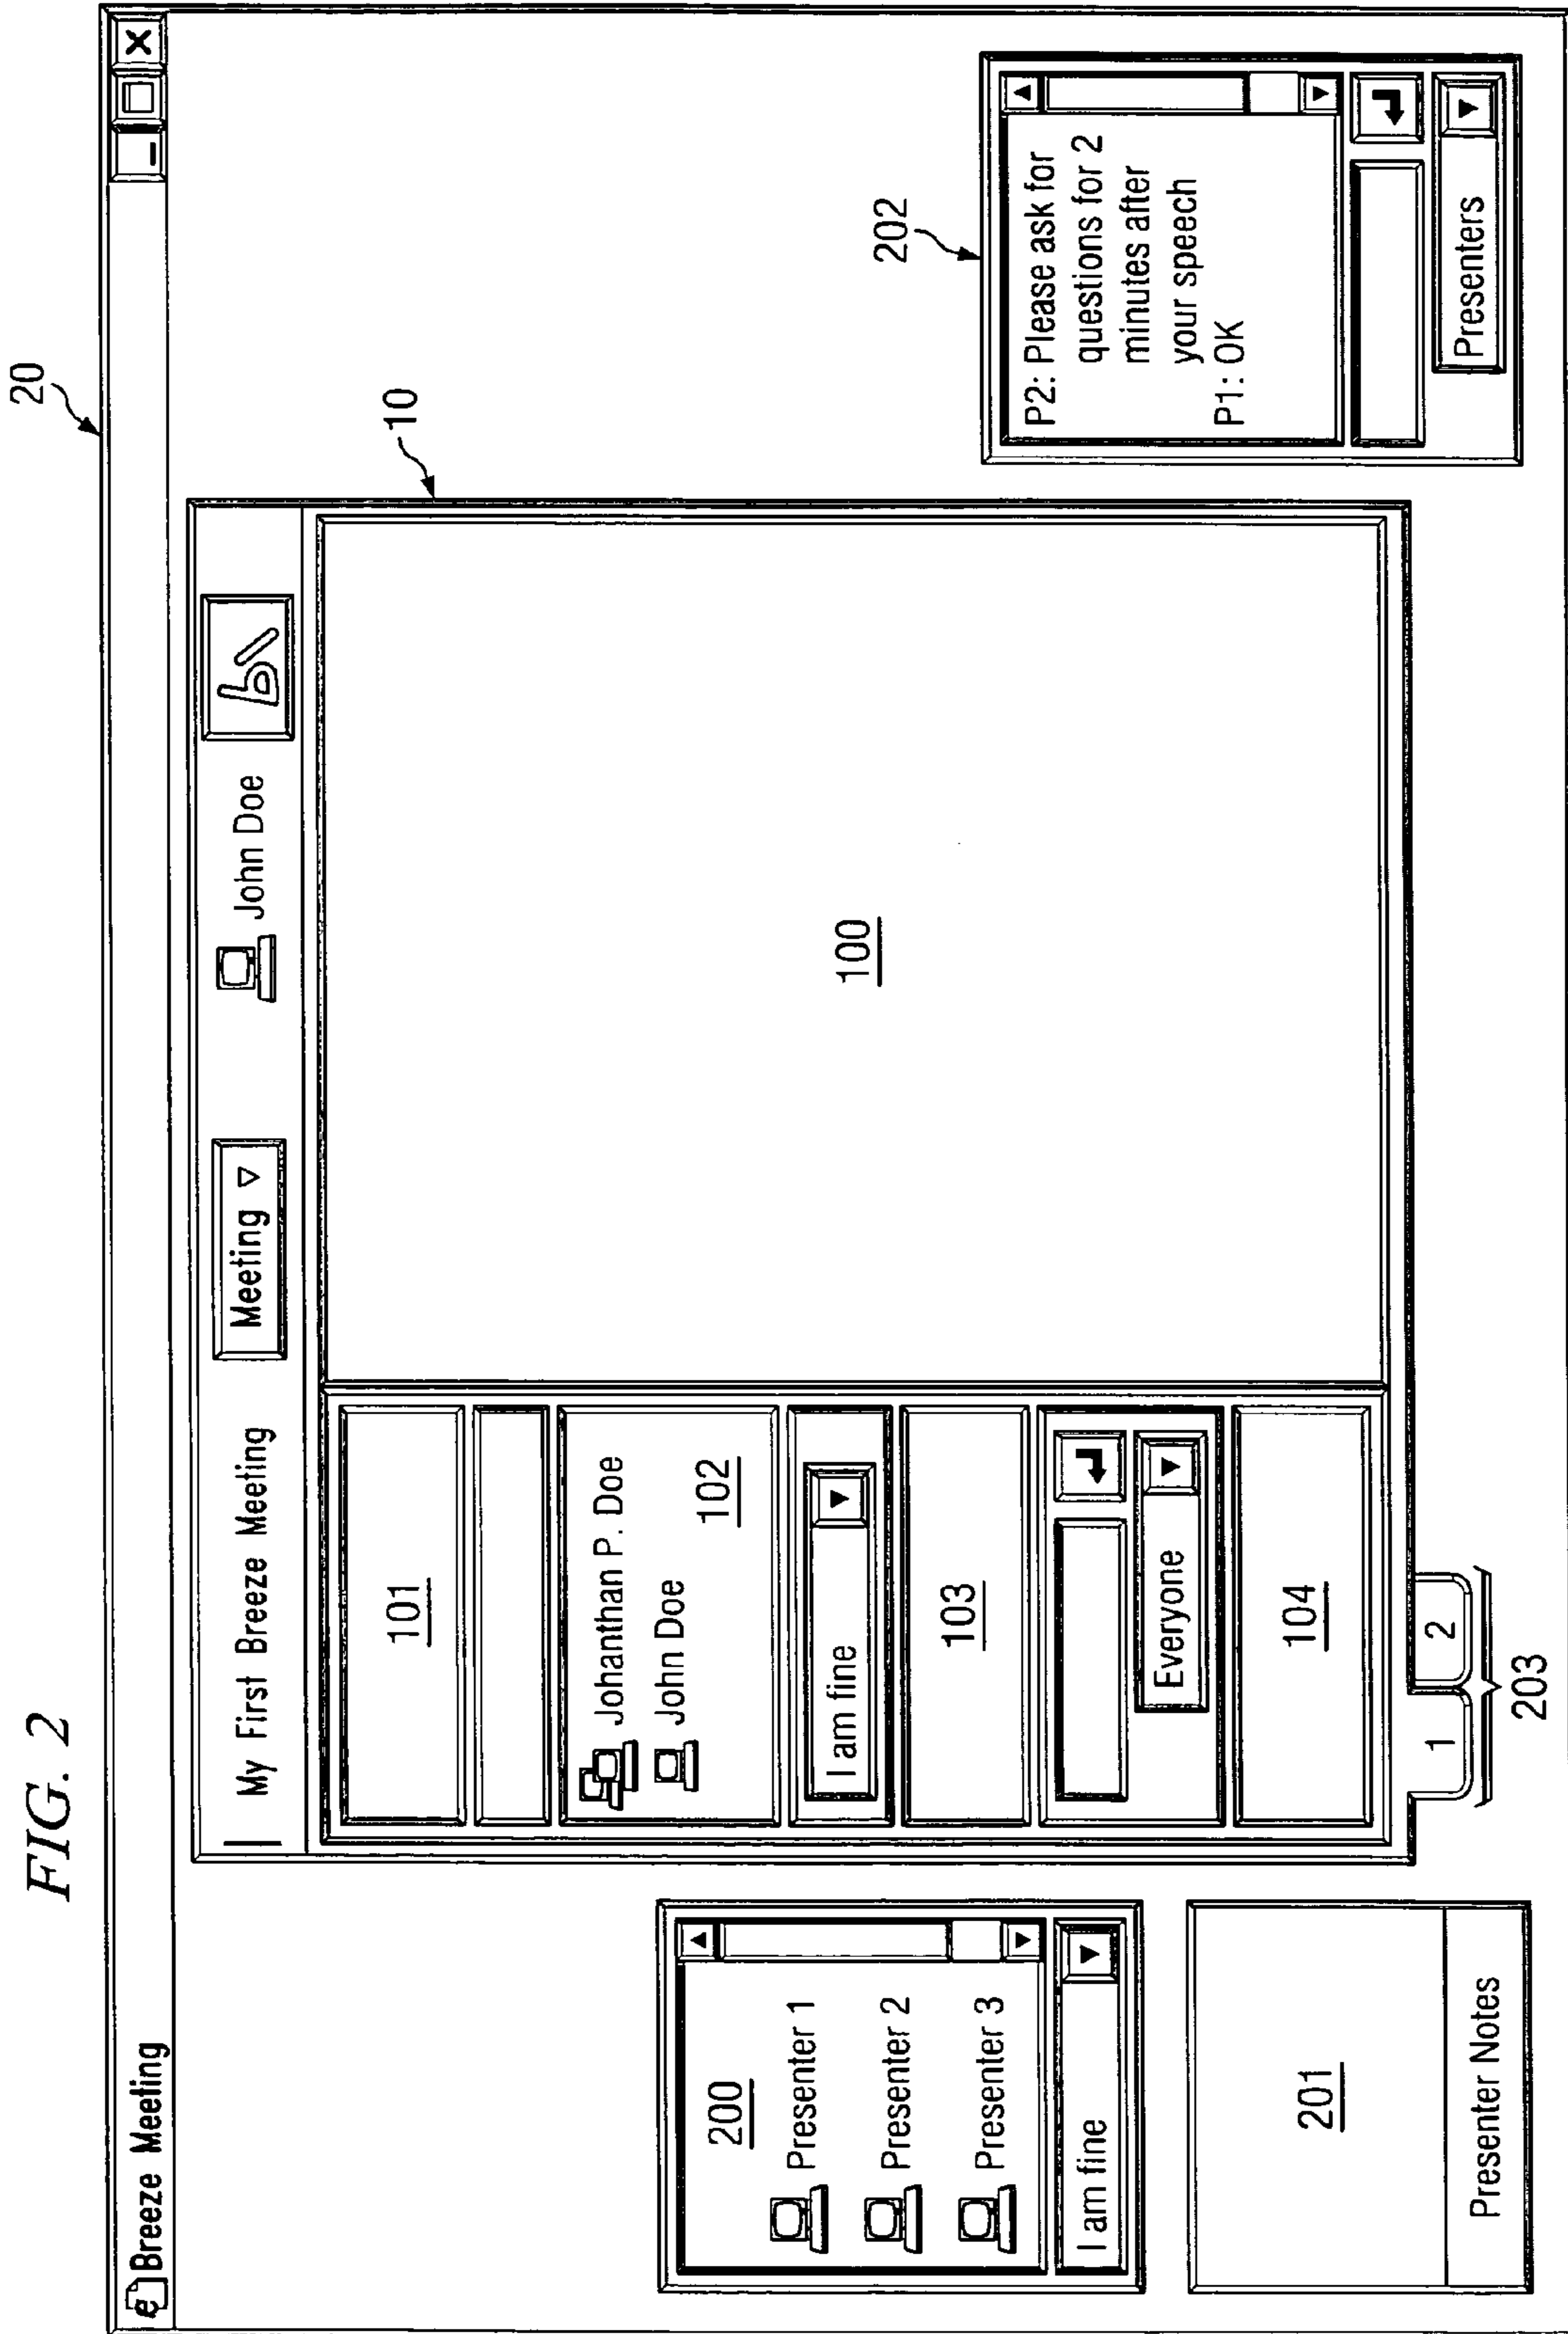 FIG. 2
20
Breeze Meeting
10
My First Breeze Meeting
Meeting
John Doe
101
Johanthan P. Doe
John Doe
102
I am fine
103
Everyone
104
100
1
2
203
200
Presenter 1
Presenter 2
Presenter 3
I am fine
201
Presenter Notes
202
P2: Please ask for
questions for 2
minutes after
your speech
P1: OK
Presenters